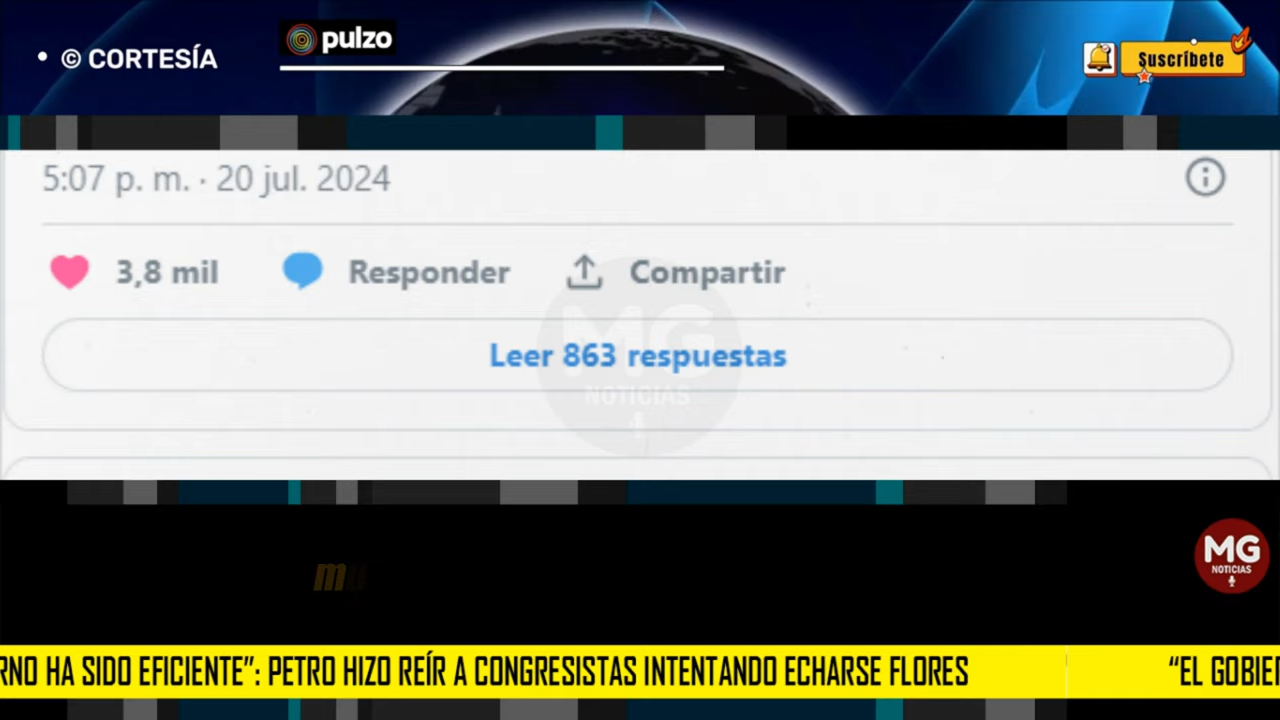 © CORTESÍA
pulzo
Suscríbete
5:07 p. m. · 20 jul. 2024
3,8 mil Responder Compartir
Leer 863 respuestas
MG
NOTICIAS
MG
NOTICIAS
RNO HA SIDO EFICIENTE”: PETRO HIZO REÍR A CONGRESISTAS INTENTANDO ECHARSE FLORES “EL GOBIE